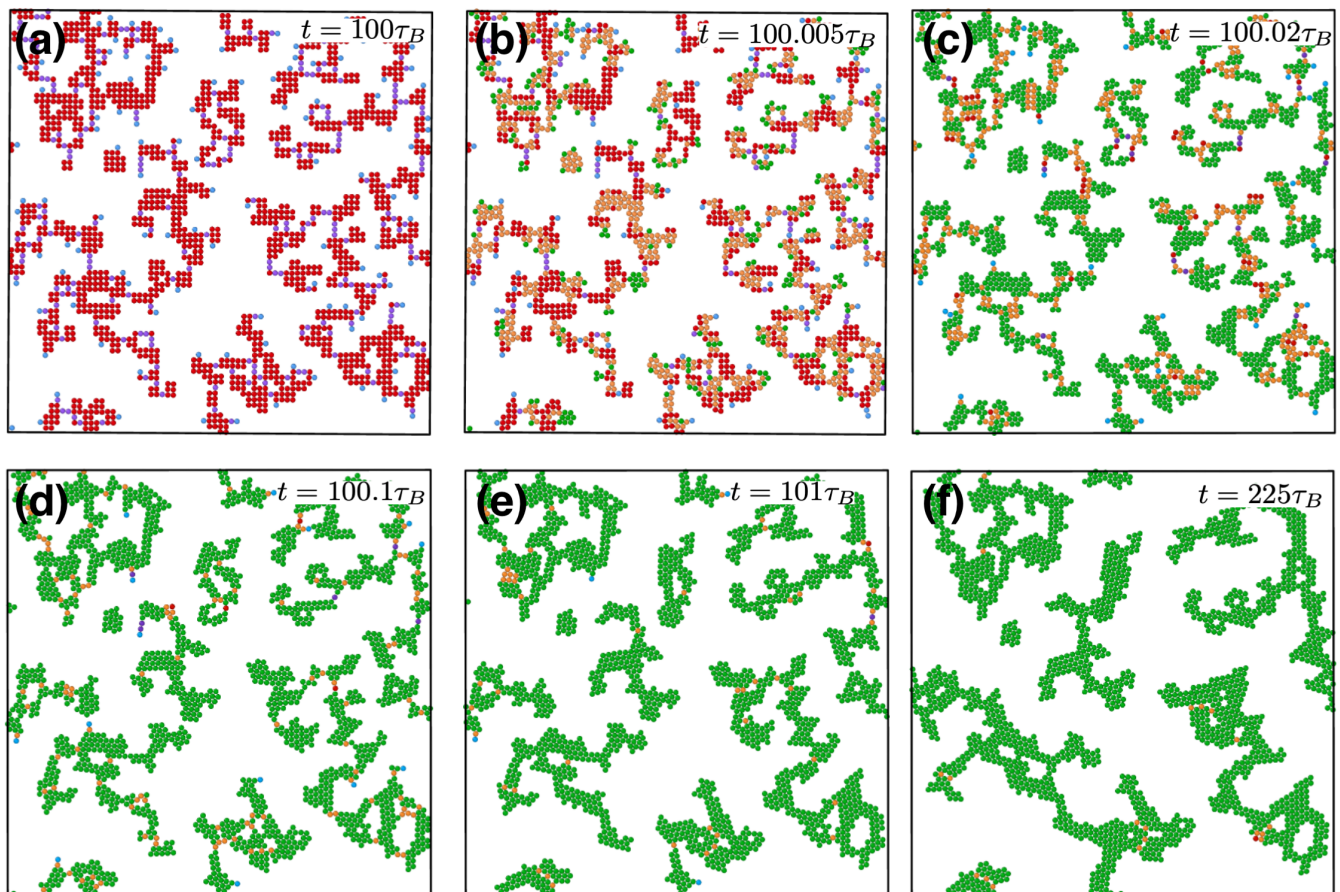 (a) t = 100τ_B
(b) t = 100.005τ_B
(c) t = 100.02τ_B
(d) t = 100.1τ_B
(e) t = 101τ_B
(f) t = 225τ_B